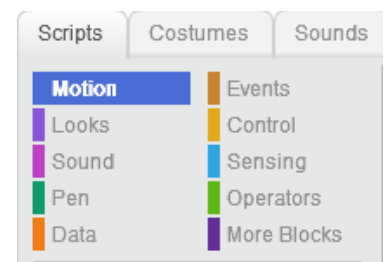 Scripts Costumes Sounds
Motion Events
Looks Control
Sound Sensing
Pen Operators
Data More Blocks